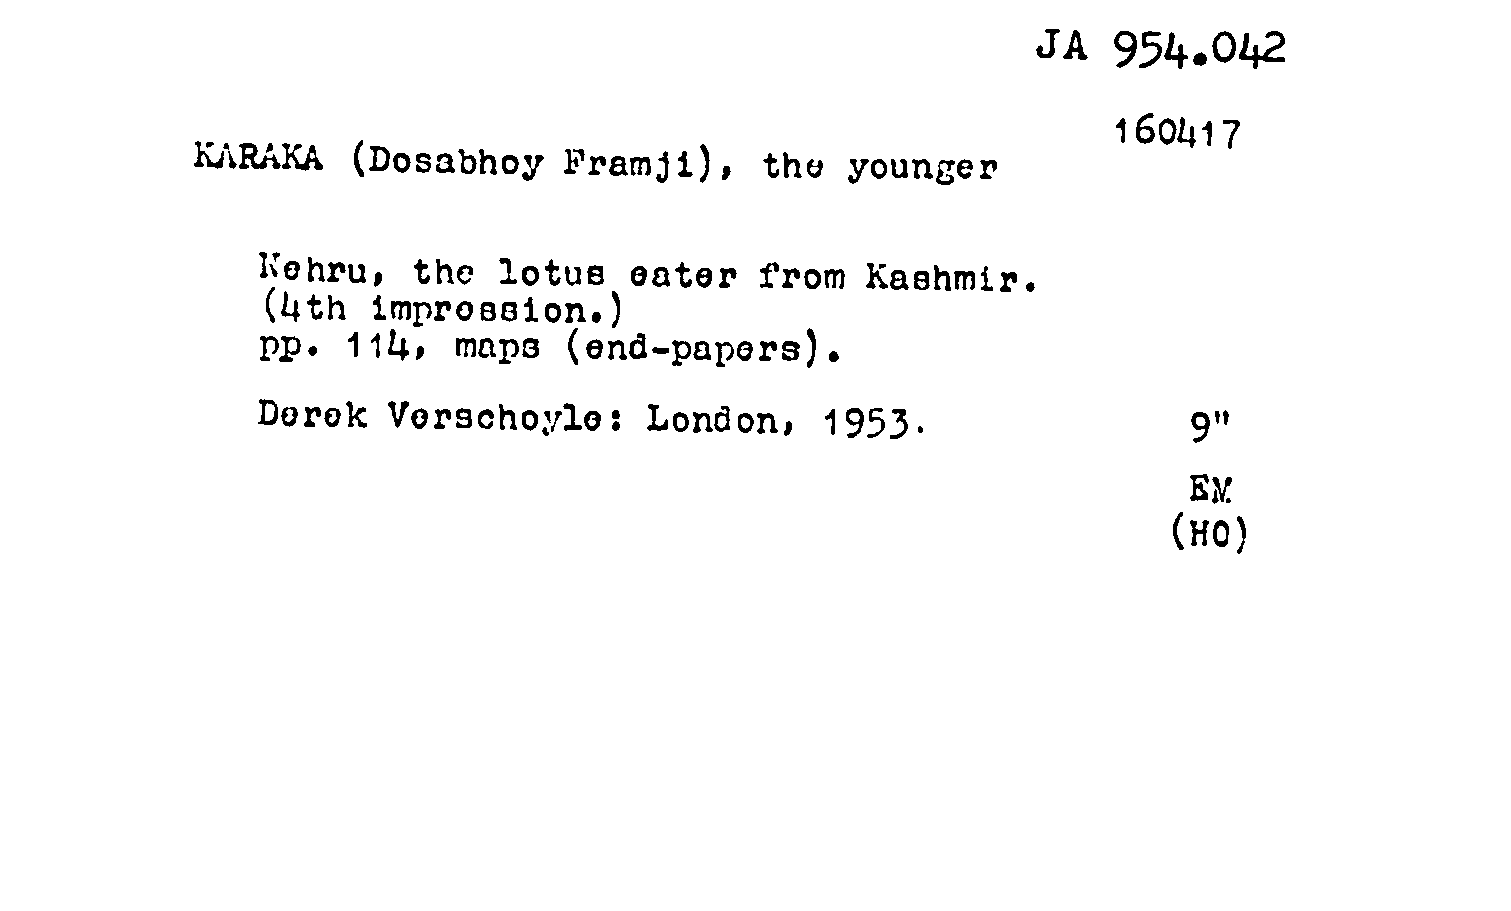 JA 954.042
160417
KARAKA (Dosabhoy Framji), the younger
Nehru, the lotus eater from Kashmir.
(4th impression.)
pp. 114, maps (end-papers).
Derek Verschoyle: London, 1953.
9"
EM
(HO)